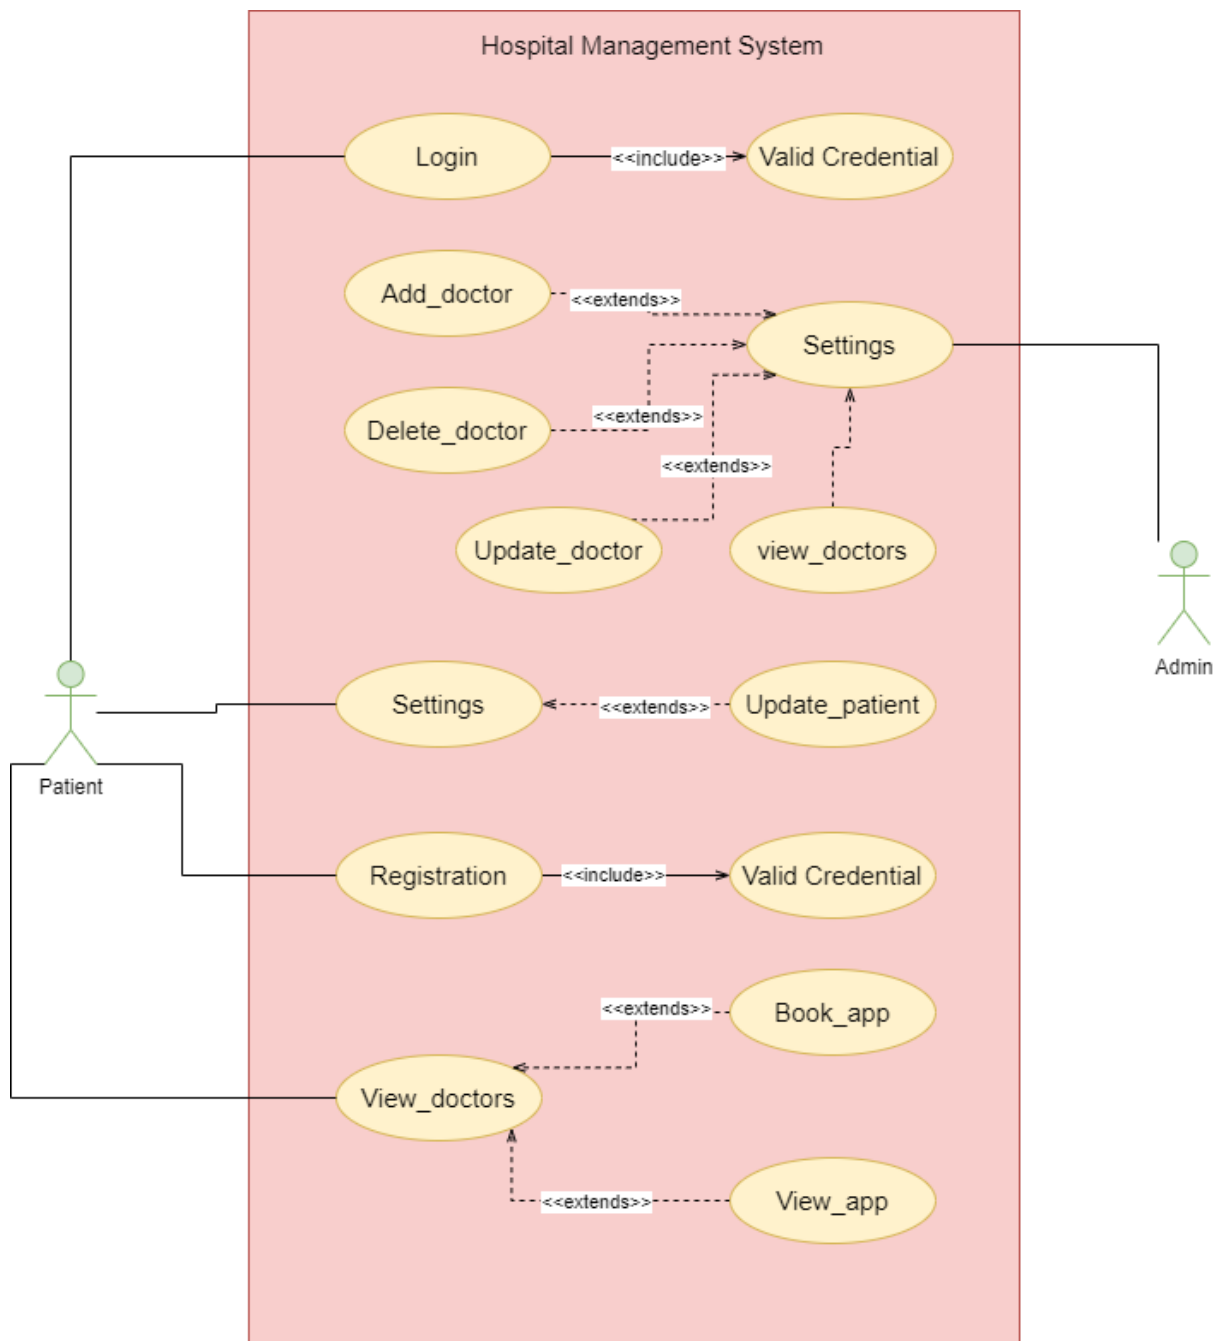 Hospital Management System
Login
<<include>>
Valid Credential
Add_doctor
<<extends>>
Settings
Delete_doctor
<<extends>>
<<extends>>
Update_doctor
view_doctors
Admin
Settings
<<extends>>
Update_patient
Patient
Registration
<<include>>
Valid Credential
<<extends>>
Book_app
View_doctors
<<extends>>
View_app